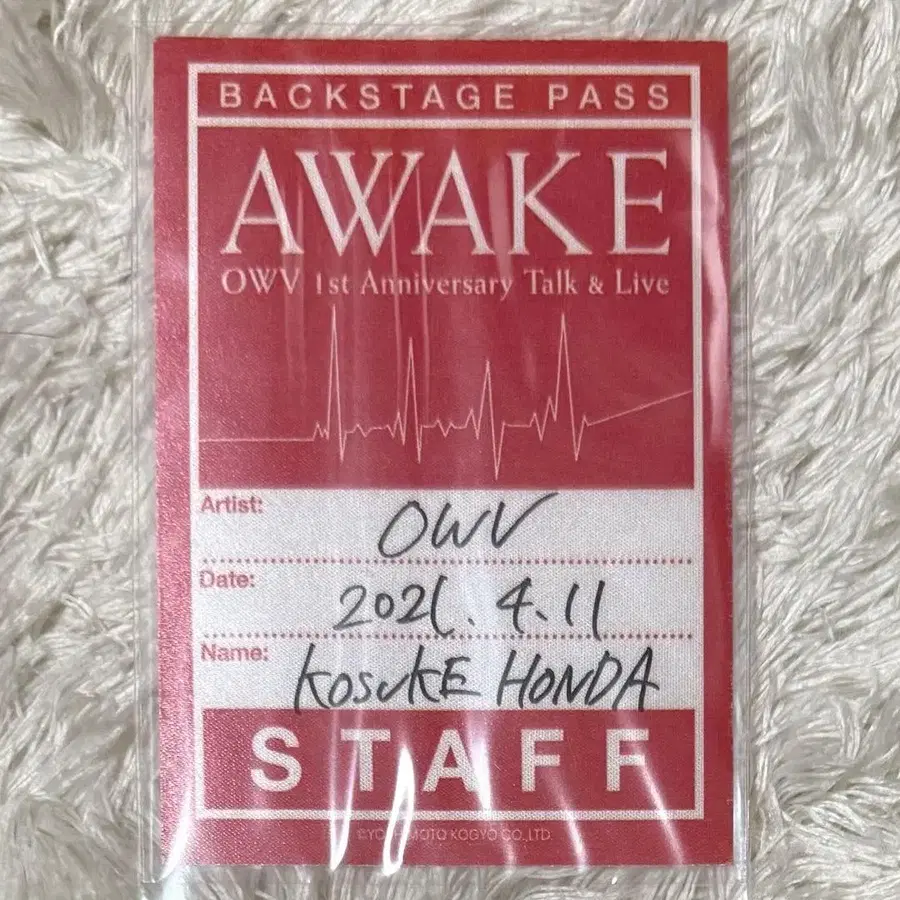 BACKSTAGE PASS
AWAKE
OWV 1st Anniversary Talk & Live
Artist: OWV
Date: 2021. 4.11
Name: KOSUKE HONDA
STAFF
©YOSHIMOTO KOGYO CO.,LTD.